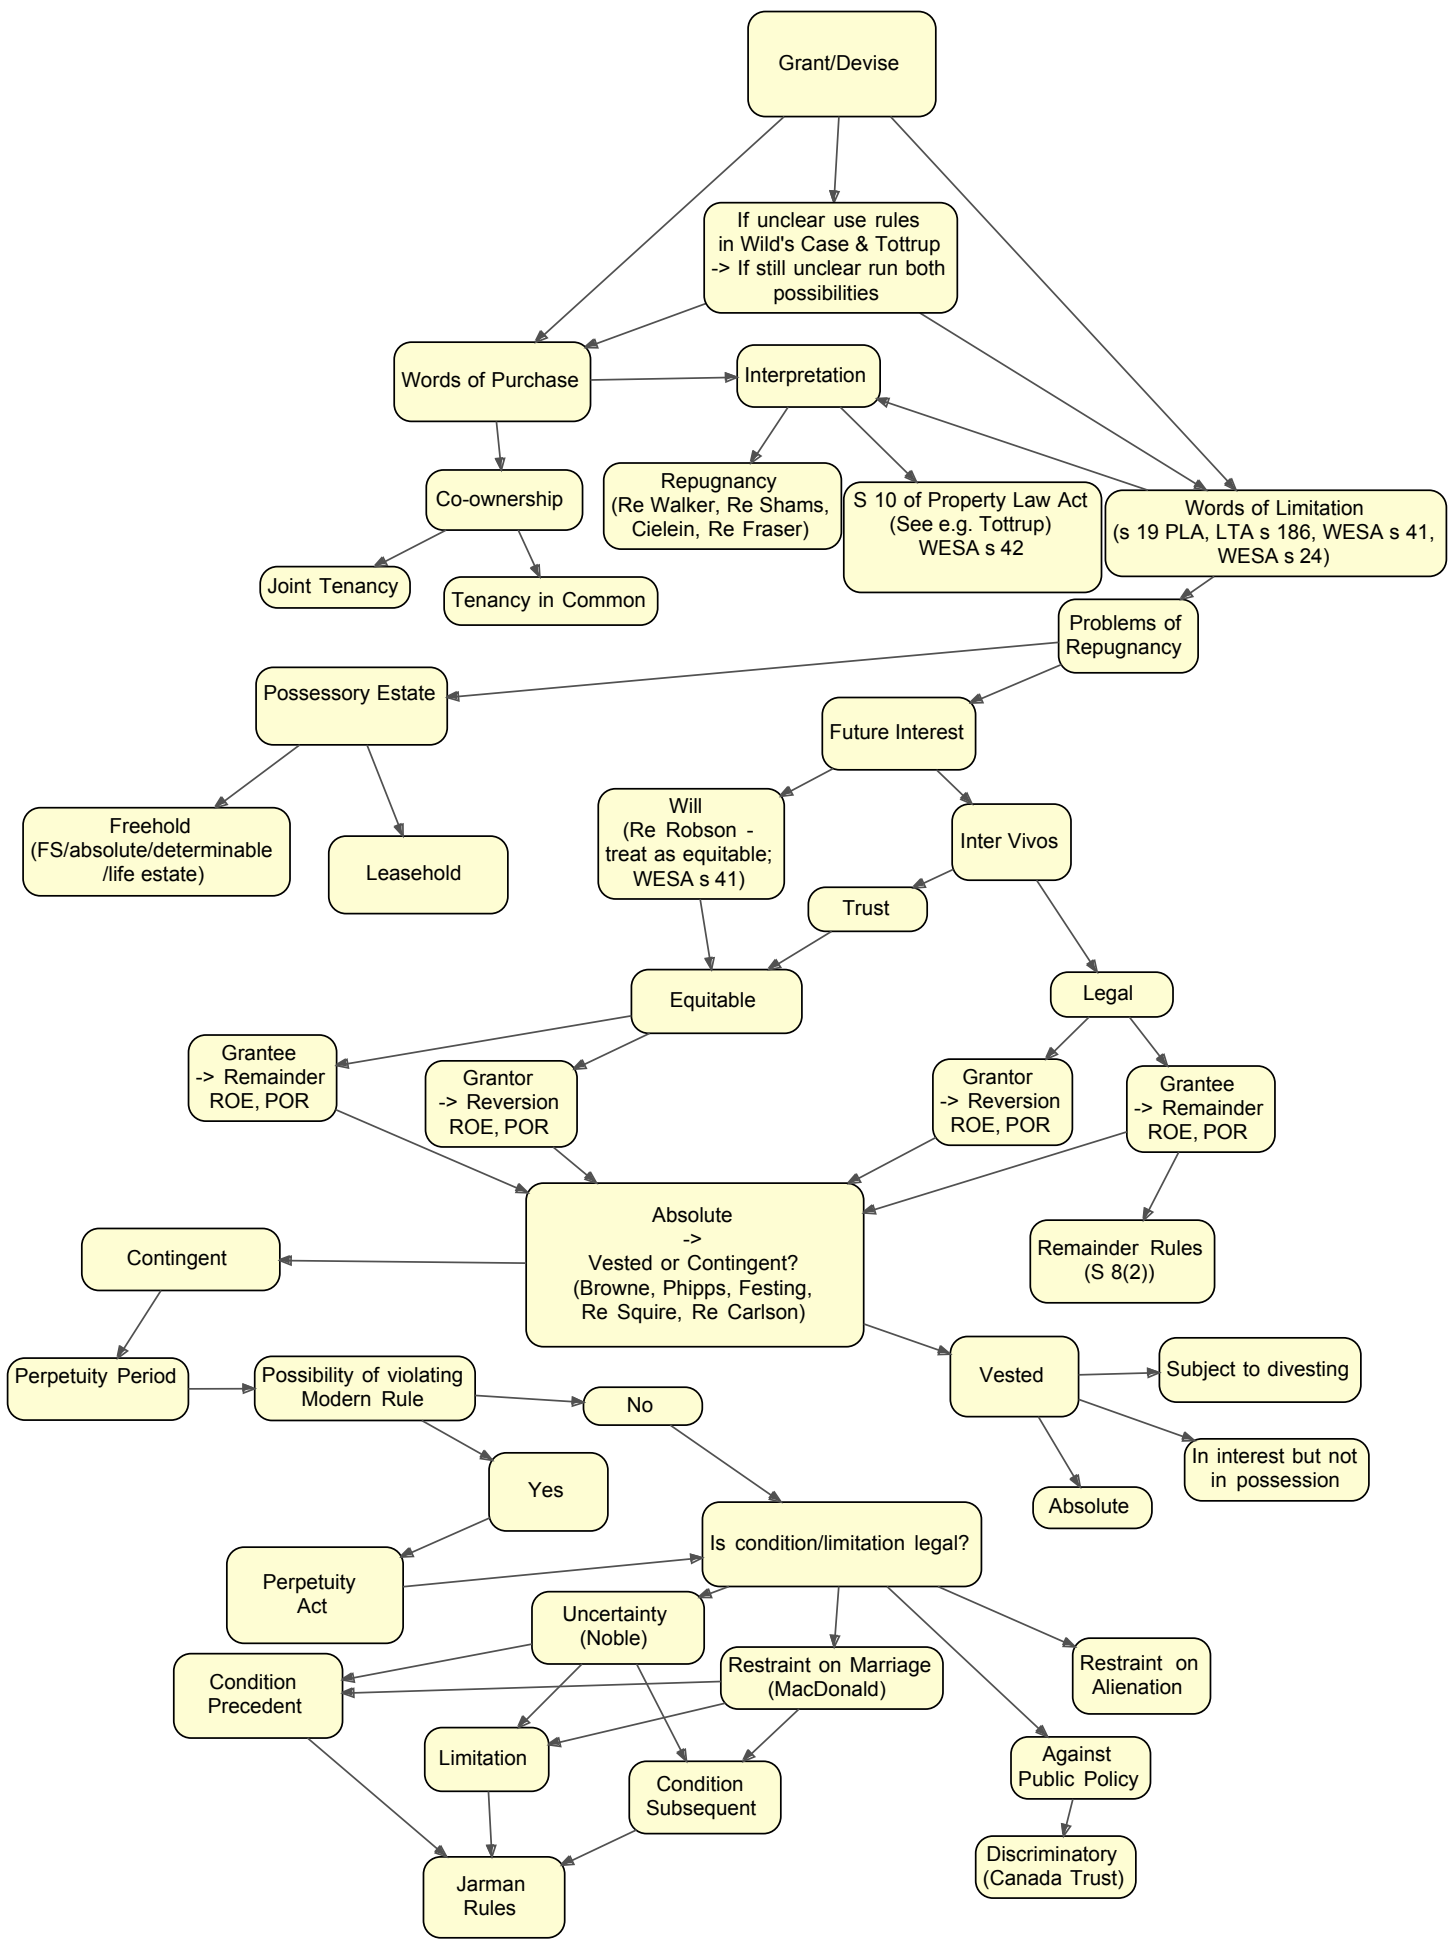 Grant/Devise
If unclear use rules
in Wild's Case & Tottrup
-> If still unclear run both
possibilities
Words of Purchase
Interpretation
Co-ownership
Repugnancy
(Re Walker, Re Shams,
Cielein, Re Fraser)
S 10 of Property Law Act
(See e.g. Tottrup)
WESA s 42
Words of Limitation
(s 19 PLA, LTA s 186, WESA s 41,
WESA s 24)
Joint Tenancy
Tenancy in Common
Problems of
Repugnancy
Possessory Estate
Future Interest
Freehold
(FS/absolute/determinable
/life estate)
Leasehold
Will
(Re Robson -
treat as equitable;
WESA s 41)
Inter Vivos
Trust
Equitable
Legal
Grantee
-> Remainder
ROE, POR
Grantor
-> Reversion
ROE, POR
Grantor
-> Reversion
ROE, POR
Grantee
-> Remainder
ROE, POR
Absolute
->
Vested or Contingent?
(Browne, Phipps, Festing,
Re Squire, Re Carlson)
Contingent
Remainder Rules
(S 8(2))
Perpetuity Period
Possibility of violating
Modern Rule
No
Vested
Subject to divesting
In interest but not
in possession
Absolute
Yes
Is condition/limitation legal?
Perpetuity
Act
Uncertainty
(Noble)
Restraint on Marriage
(MacDonald)
Restraint on
Alienation
Condition
Precedent
Limitation
Condition
Subsequent
Against
Public Policy
Jarman
Rules
Discriminatory
(Canada Trust)